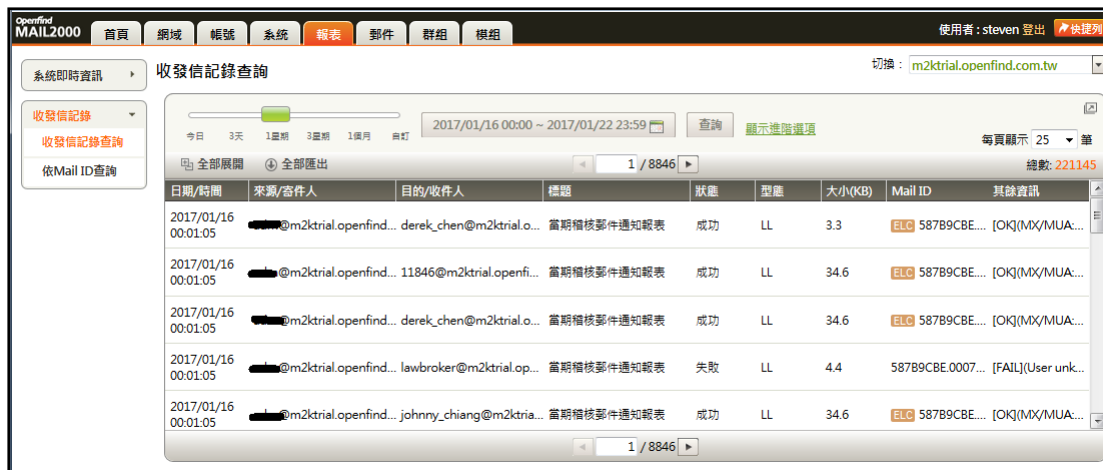 Openfind
MAIL2000 首頁 網域 帳號 系統 報表 郵件 群組 模組 使用者 : steven 登出 快捷列
系統即時資訊
收發信記錄查詢
切換 : m2ktrial.openfind.com.tw
收發信記錄
收發信記錄查詢
依Mail ID查詢
今日 3天 1星期 3星期 1個月 自訂
2017/01/16 00:00 ~ 2017/01/22 23:59 查詢 顯示進階選項
每頁顯示 25 筆
全部展開 全部匯出 1 / 8846 總數: 221145
日期/時間 來源/寄件人 目的/收件人 標題 狀態 型態 大小(KB) Mail ID 其餘資訊
2017/01/16 00:01:05 @m2ktrial.openfind... derek_chen@m2ktrial.o... 當期稽核郵件通知報表 成功 LL 3.3 ELC 587B9CBE.... [OK](MX/MUA:...
2017/01/16 00:01:05 @m2ktrial.openfind... 11846@m2ktrial.openfi... 當期稽核郵件通知報表 成功 LL 34.6 ELC 587B9CBE.... [OK](MX/MUA:...
2017/01/16 00:01:05 @m2ktrial.openfind... derek_chen@m2ktrial.o... 當期稽核郵件通知報表 成功 LL 34.6 ELC 587B9CBE.... [OK](MX/MUA:...
2017/01/16 00:01:05 @m2ktrial.openfind... lawbroker@m2ktrial.op... 當期稽核郵件通知報表 失敗 LL 4.4 587B9CBE.0007... [FAIL](User unk...
2017/01/16 00:01:05 @m2ktrial.openfind... johnny_chiang@m2ktria... 當期稽核郵件通知報表 成功 LL 34.6 ELC 587B9CBE.... [OK](MX/MUA:...
1 / 8846